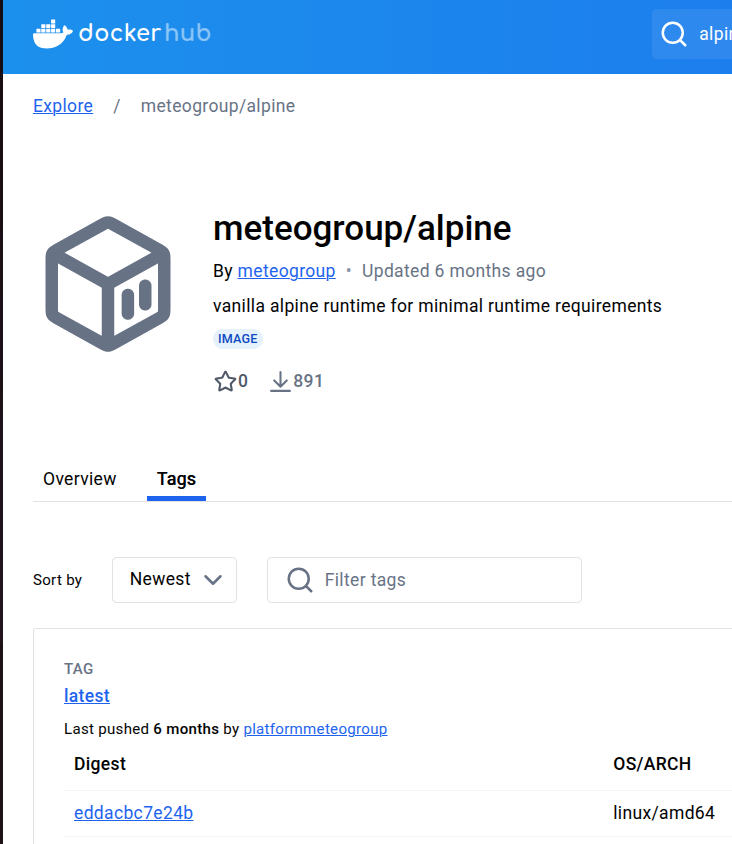 dockerhub
alpi
Explore / meteogroup/alpine
meteogroup/alpine
By meteogroup • Updated 6 months ago
vanilla alpine runtime for minimal runtime requirements
IMAGE
0 891
Overview Tags
Sort by Newest Filter tags
TAG
latest
Last pushed 6 months by platformmeteogroup
Digest OS/ARCH
eddacbc7e24b linux/amd64